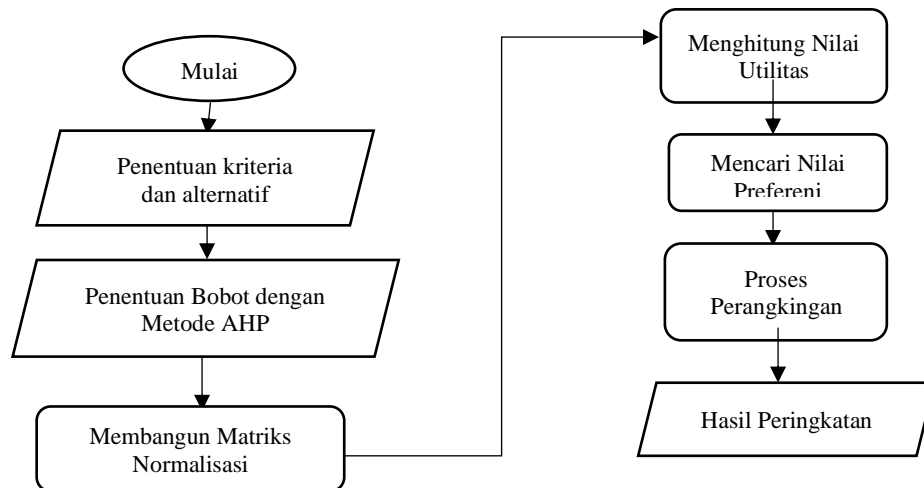 Mulai
Penentuan kriteria
dan alternatif
Penentuan Bobot dengan
Metode AHP
Membangun Matriks
Normalisasi
Menghitung Nilai
Utilitas
Mencari Nilai
Prefereni
Proses
Perangkingan
Hasil Peringkatan